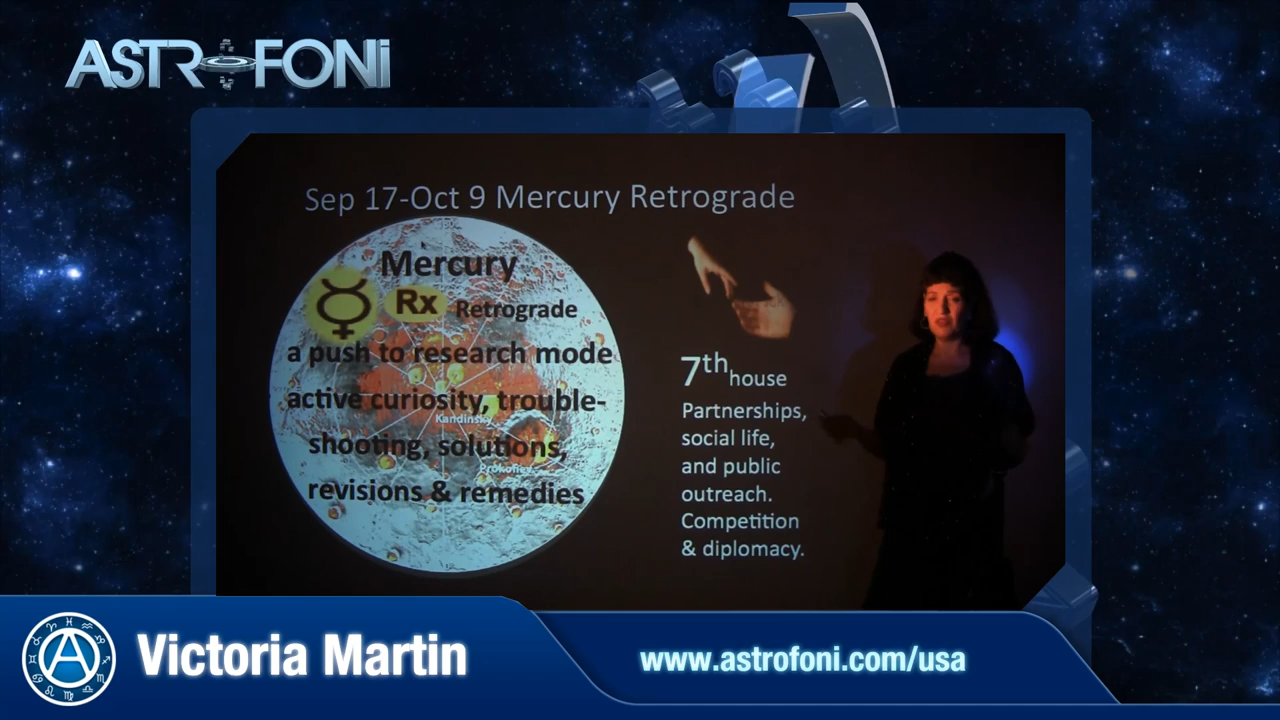 ASTROFONi
Sep 17-Oct 9 Mercury Retrograde
Mercury
Rx Retrograde
a push to research mode
active curiosity, trouble-
Kandinsky
shooting, solutions,
Prokofiev
revisions & remedies
7th house
Partnerships,
social life,
and public
outreach.
Competition
& diplomacy.
Victoria Martin
www.astrofoni.com/usa